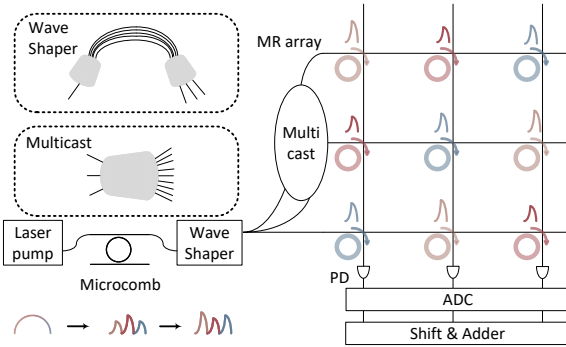 Wave
Shaper
MR array
Multicast
Multi
cast
Laser
pump
Wave
Shaper
Microcomb
PD
ADC
Shift & Adder